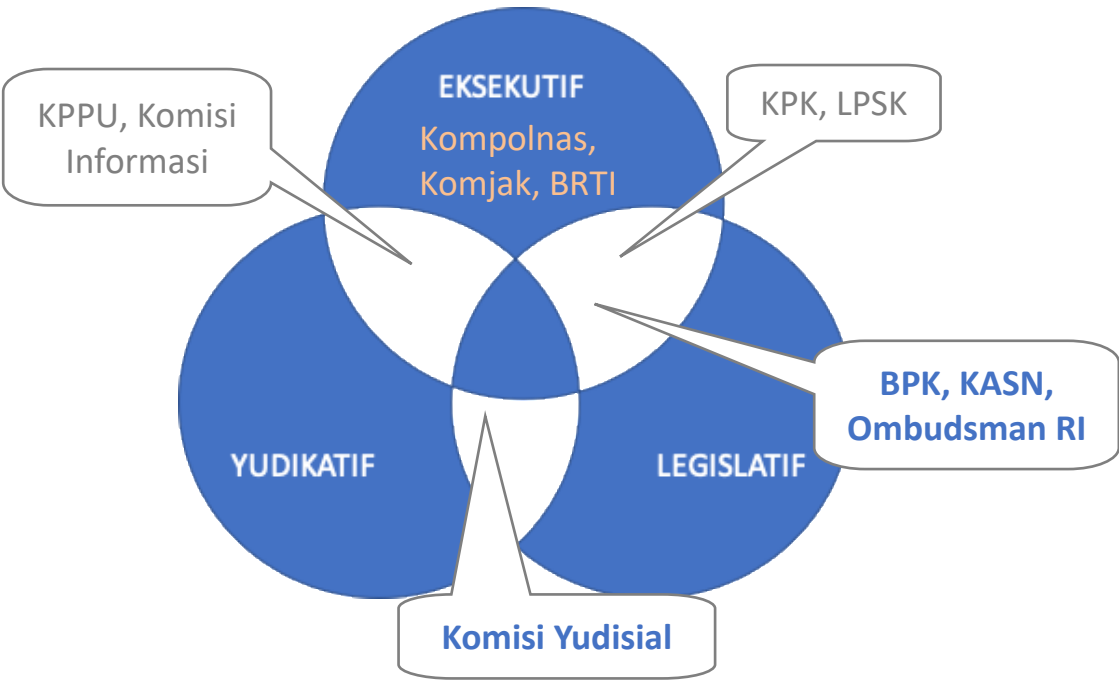 EKSEKUTIF
Kompolnas,
Komjak, BRTI
KPPU, Komisi
Informasi
KPK, LPSK
BPK, KASN,
Ombudsman RI
YUDIKATIF
LEGISLATIF
Komisi Yudisial